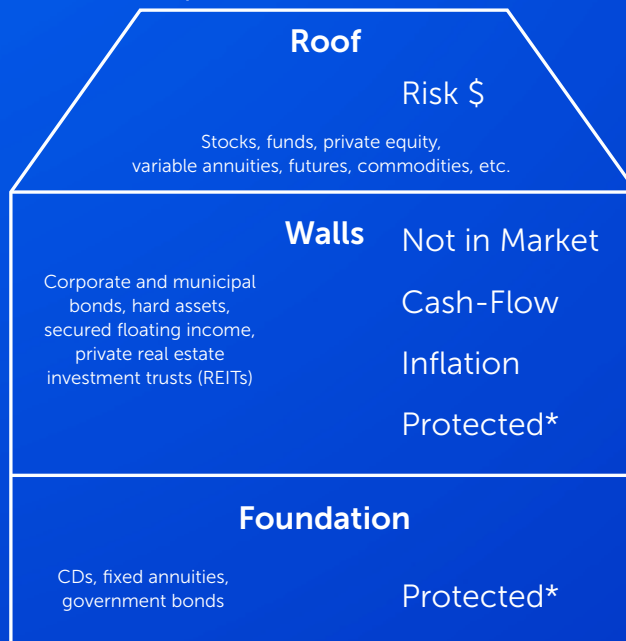 Roof
Risk $
Stocks, funds, private equity,
variable annuities, futures, commodities, etc.
Walls
Not in Market
Corporate and municipal
bonds, hard assets,
secured floating income,
private real estate
investment trusts (REITs)
Cash-Flow
Inflation
Protected*
Foundation
CDs, fixed annuities,
government bonds
Protected*